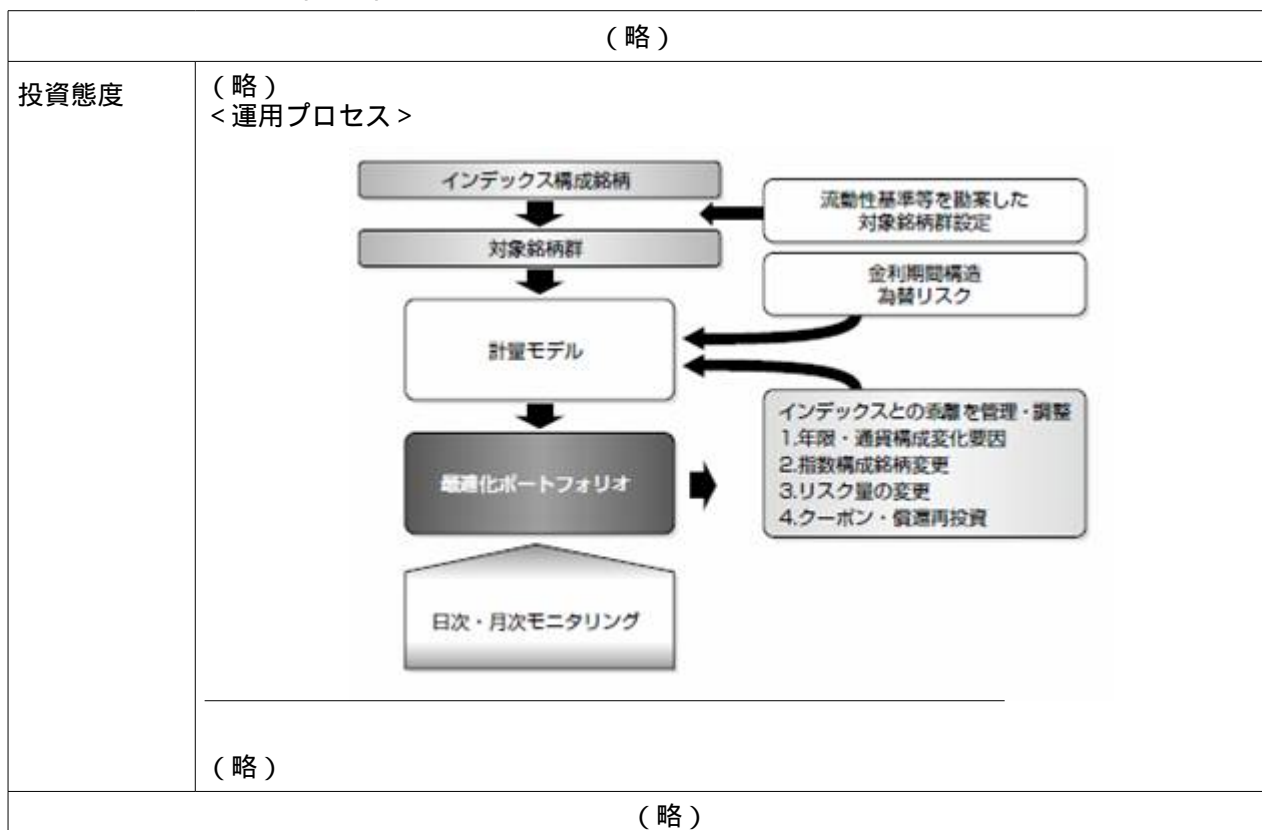 （略）
投資態度
（略）
＜運用プロセス＞
インデックス構成銘柄
流動性基準等を勘案した
対象銘柄群設定
対象銘柄群
金利期間構造
為替リスク
計量モデル
インデックスとの乖離を管理・調整
1.年限・通貨構成変化要因
2.指数構成銘柄変更
3.リスク量の変更
4.クーポン・償還再投資
最適化ポートフォリオ
日次・月次モニタリング
（略）
（略）